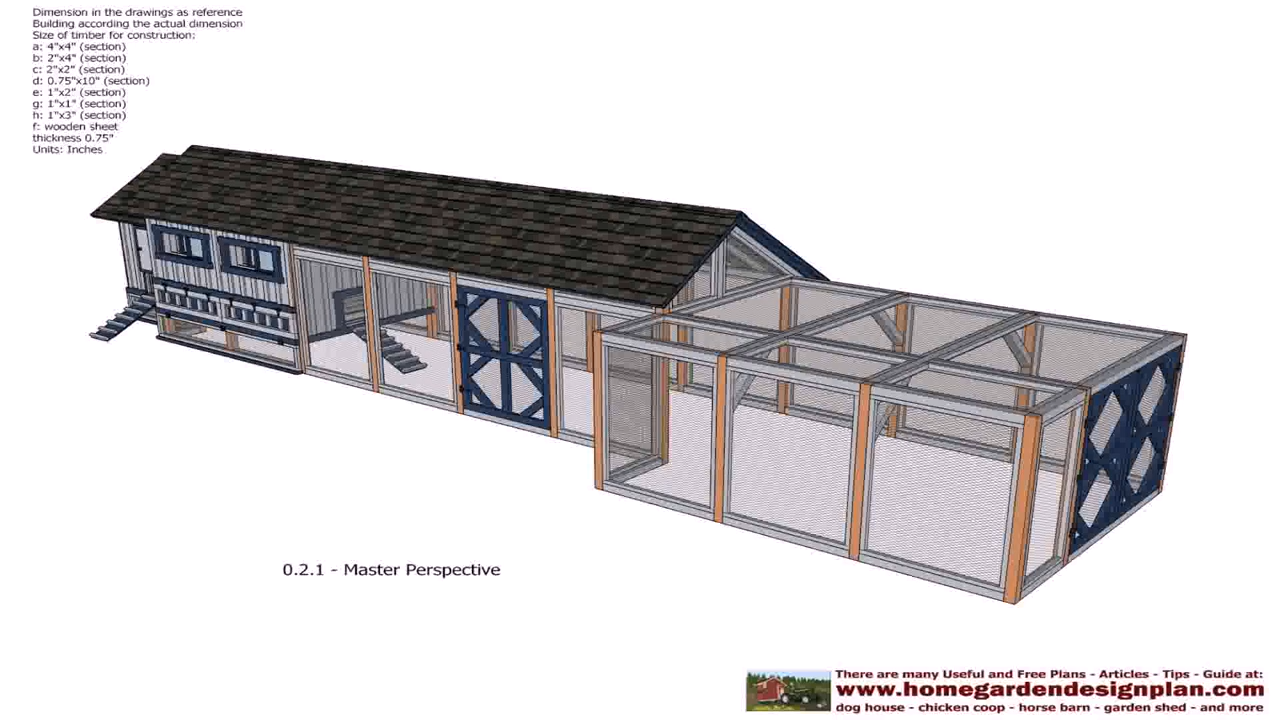 Dimension in the drawings as reference
Building according the actual dimension
Size of timber for construction:
a: 4"x4" (section)
b: 2"x4" (section)
c: 2"x2" (section)
d: 0.75"x10" (section)
e: 1"x2" (section)
g: 1"x1" (section)
h: 1"x3" (section)
f: wooden sheet
thickness 0.75"
Units: Inches
0.2.1 - Master Perspective
There are many Useful and Free Plans - Articles - Tips - Guide at:
www.homegardendesignplan.com
dog house - chicken coop - horse barn - garden shed - and more